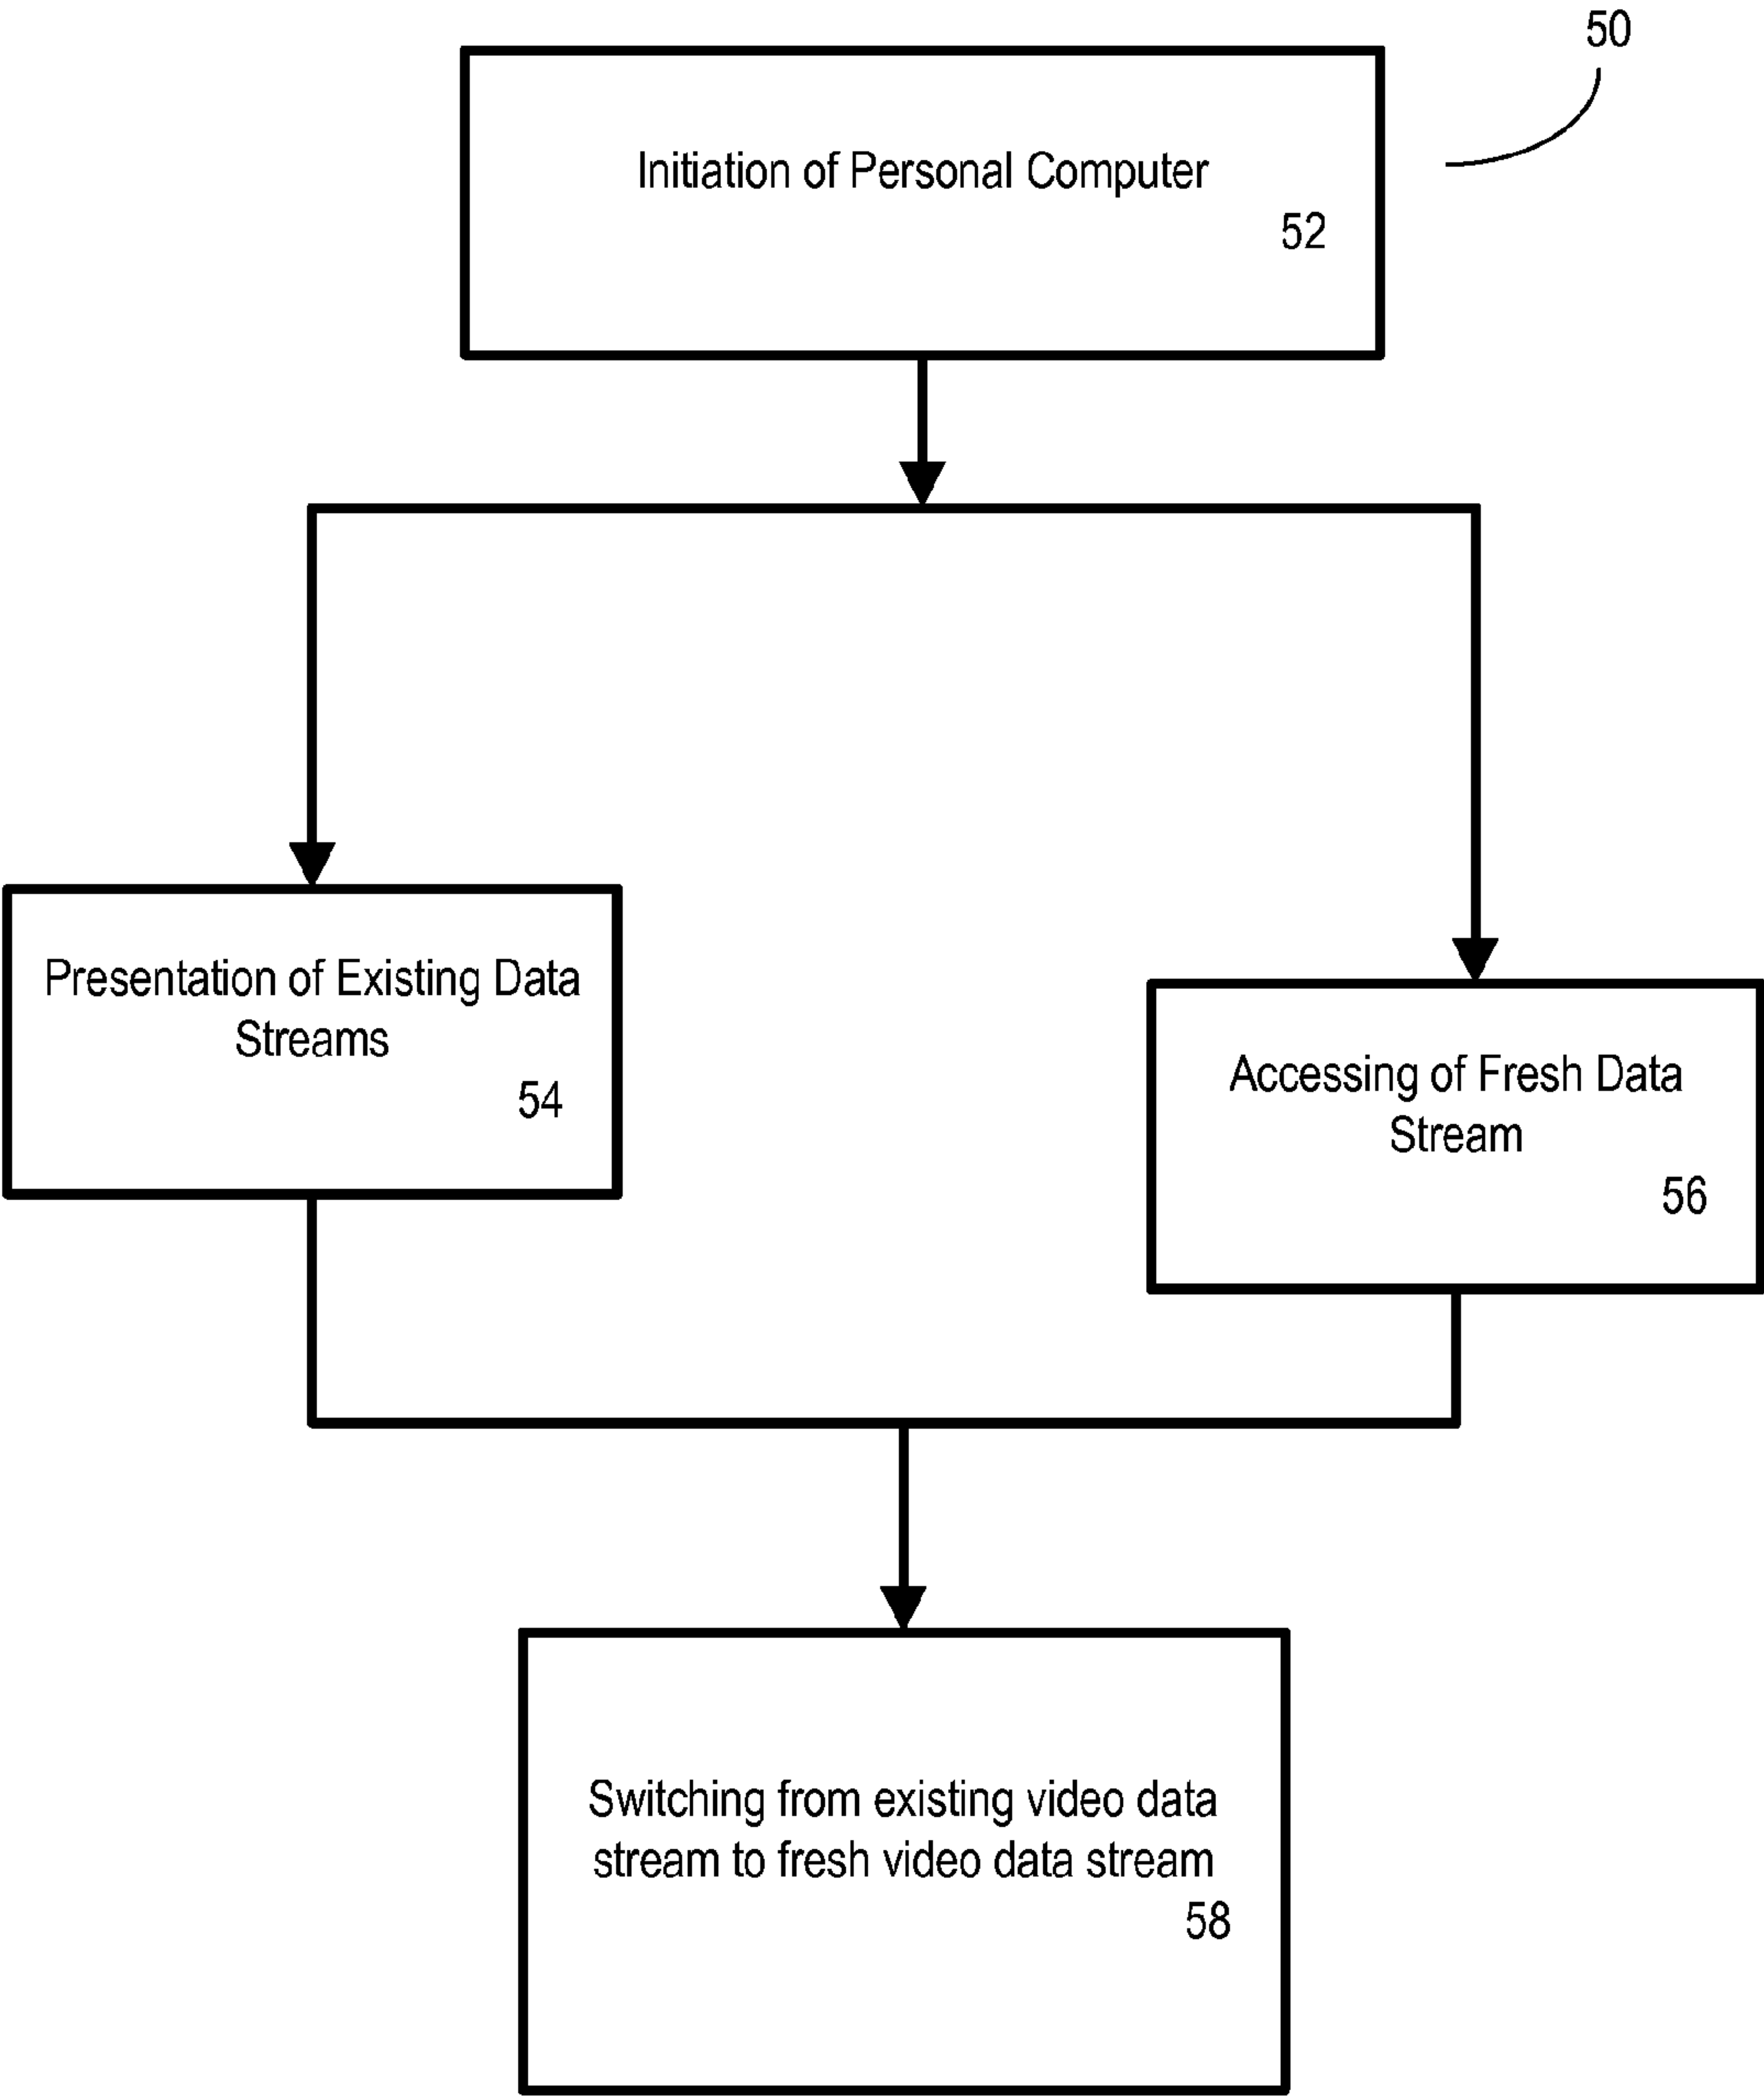 50
Initiation of Personal Computer
52
Presentation of Existing Data
Streams
54
Accessing of Fresh Data
Stream
56
Switching from existing video data
stream to fresh video data stream
58